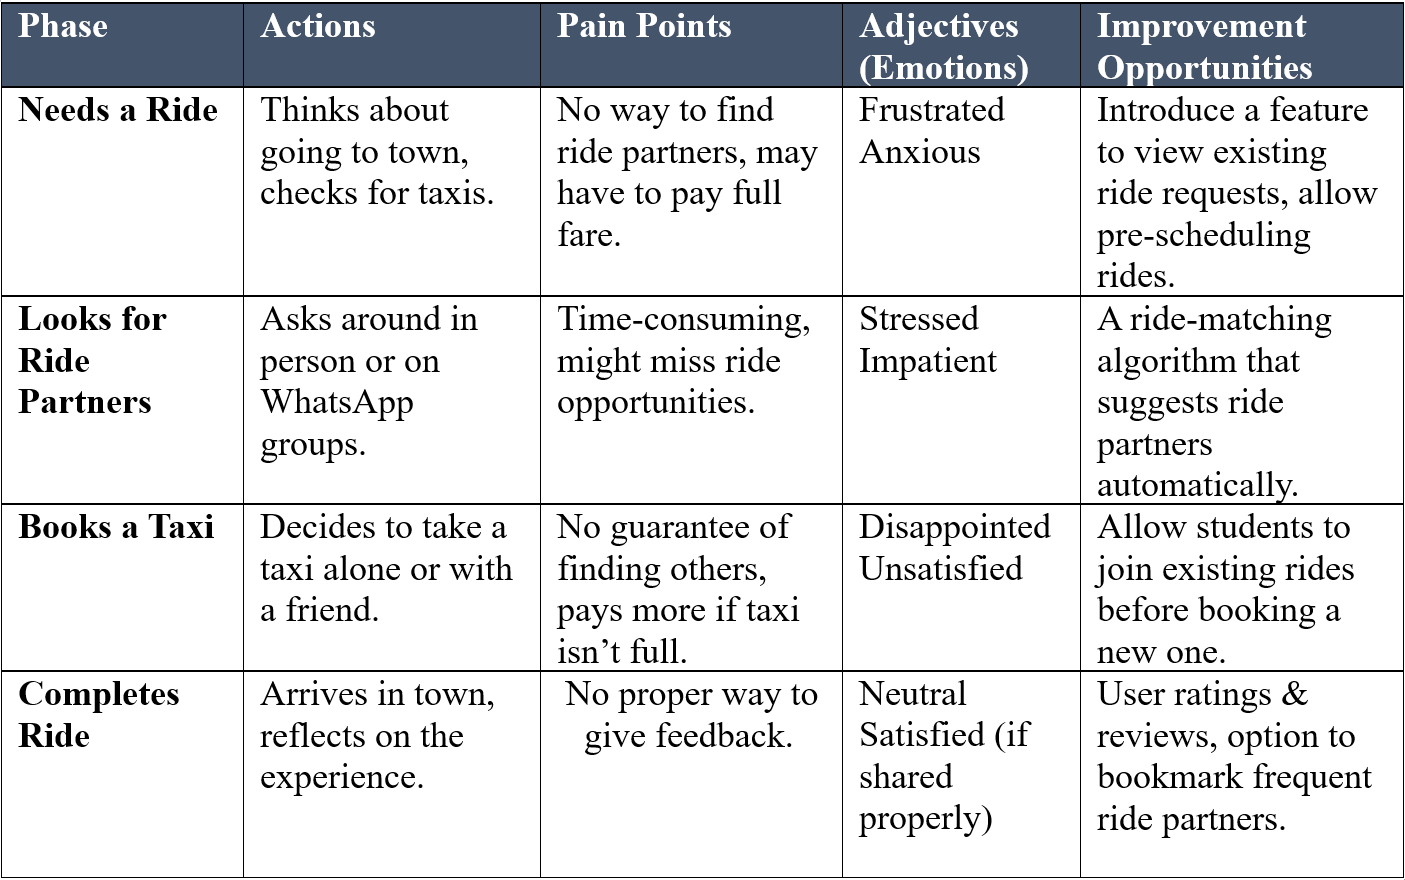 Phase
Actions
Pain Points
Adjectives
(Emotions)
Improvement
Opportunities
Needs a Ride
Thinks about
going to town,
checks for taxis.
No way to find
ride partners, may
have to pay full
fare.
Frustrated
Anxious
Introduce a feature
to view existing
ride requests, allow
pre-scheduling
rides.
Looks for
Ride
Partners
Asks around in
person or on
WhatsApp
groups.
Time-consuming,
might miss ride
opportunities.
Stressed
Impatient
A ride-matching
algorithm that
suggests ride
partners
automatically.
Books a Taxi
Decides to take a
taxi alone or with
a friend.
No guarantee of
finding others,
pays more if taxi
isn’t full.
Disappointed
Unsatisfied
Allow students to
join existing rides
before booking a
new one.
Completes
Ride
Arrives in town,
reflects on the
experience.
No proper way to
give feedback.
Neutral
Satisfied (if
shared
properly)
User ratings &
reviews, option to
bookmark frequent
ride partners.